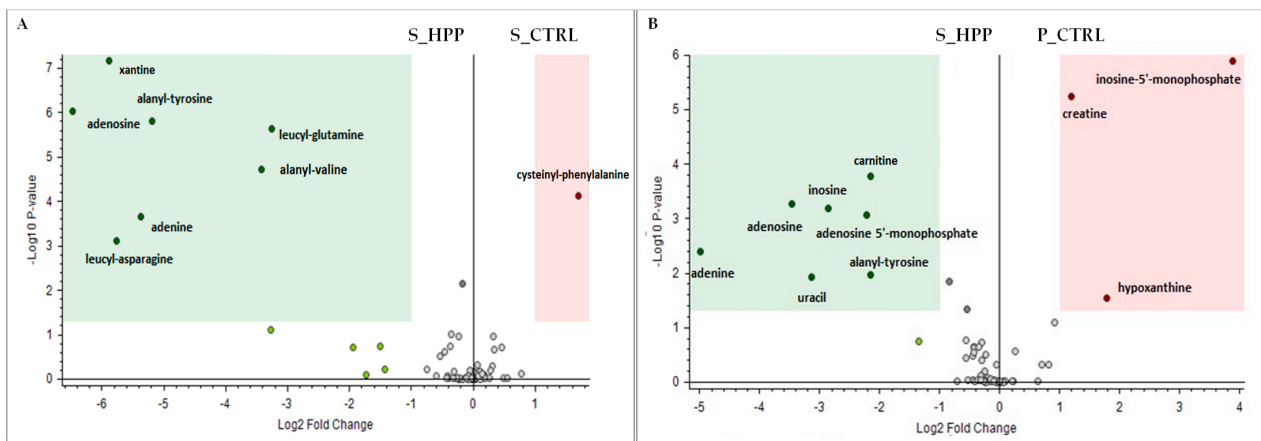 A
S_HPP
S_CTRL
7
6
5
4
3
2
1
0
-Log10 P-value
xantine
alanyl-tyrosine
adenosine
leucyl-glutamine
alanyl-valine
cysteinyl-phenylalanine
adenine
leucyl-asparagine
-6
-5
-4
-3
-2
-1
0
1
Log2 Fold Change
B
S_HPP
P_CTRL
6
5
4
3
2
1
0
-Log10 P-value
inosine-5'-monophosphate
creatine
carnitine
inosine
adenosine
adenosine 5'-monophosphate
adenine
alanyl-tyrosine
uracil
hypoxanthine
-5
-4
-3
-2
-1
0
1
2
3
4
Log2 Fold Change